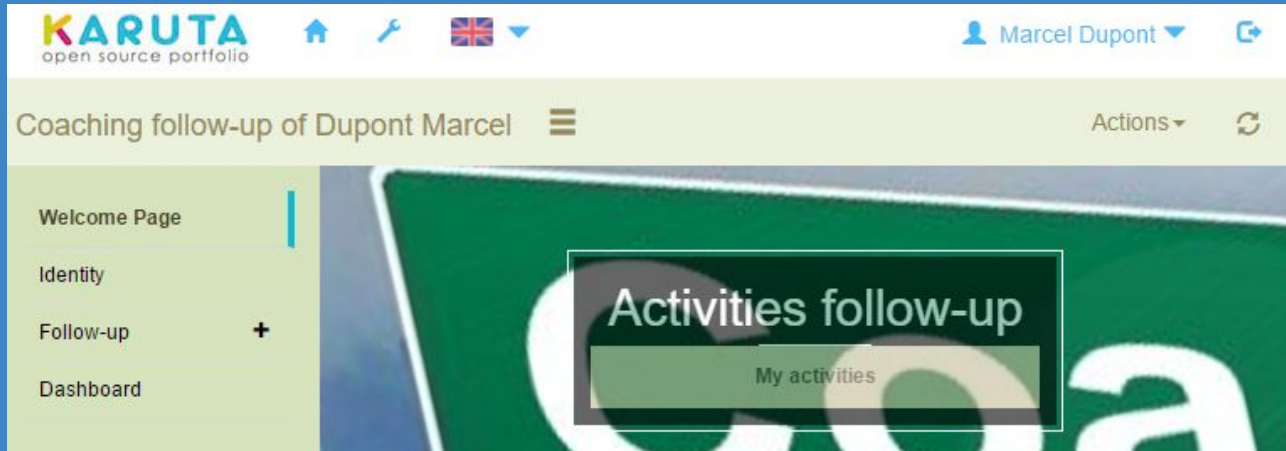 KARUTA
open source portfolio
Marcel Dupont
Coaching follow-up of Dupont Marcel
Actions
Welcome Page
Identity
Follow-up +
Dashboard
Activities follow-up
My activities
Coa